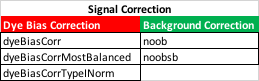 Signal Correction
Dye Bias Correction Background Correction
dyeBiasCorr noob
dyeBiasCorrMostBalanced noobsb
dyeBiasCorrTypeINorm